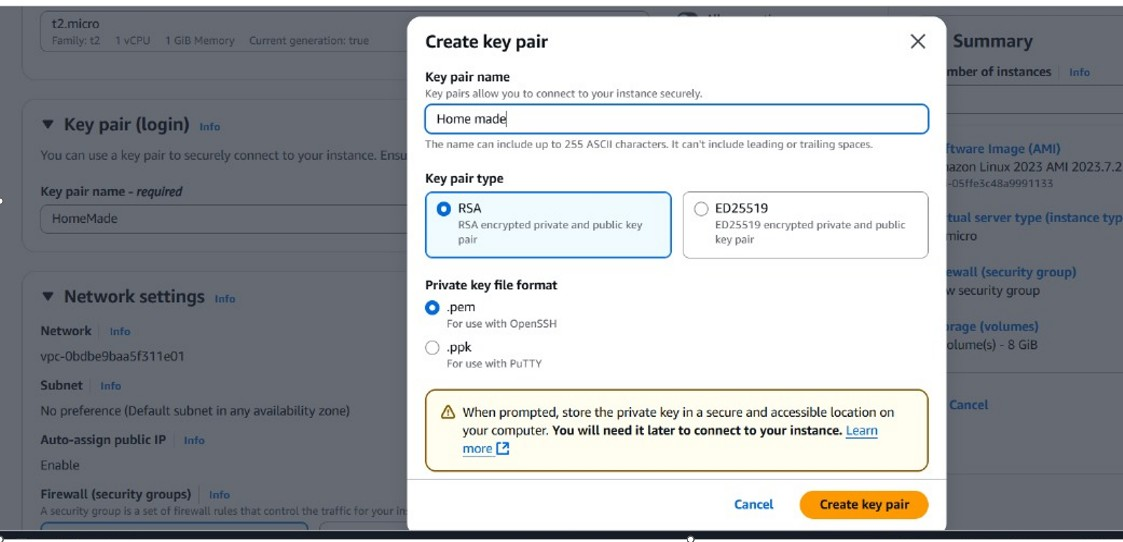 t2.micro
Family: t2 1 vCPU 1 GiB Memory Current generation: true
Key pair (login) Info
You can use a key pair to securely connect to your instance. Ensu
Key pair name - required
HomeMade
Network settings Info
Network Info
vpc-0bdbe9baa5f311e01
Subnet Info
No preference (Default subnet in any availability zone)
Auto-assign public IP Info
Enable
Firewall (security groups) Info
A security group is a set of firewall rules that control the traffic for your in
Create key pair
Key pair name
Key pairs allow you to connect to your instance securely.
Home made
The name can include up to 255 ASCII characters. It can't include leading or trailing spaces.
Key pair type
RSA
RSA encrypted private and public key
pair
ED25519
ED25519 encrypted private and public
key pair
Private key file format
.pem
For use with OpenSSH
.ppk
For use with PuTTY
When prompted, store the private key in a secure and accessible location on
your computer. You will need it later to connect to your instance. Learn
more
Cancel
Create key pair
Summary
mber of instances Info
ftware Image (AMI)
azon Linux 2023 AMI 2023.7.2
-05ffe3c48a9991133
tual server type (instance typ
micro
ewall (security group)
w security group
rage (volumes)
olume(s) - 8 GiB
Cancel